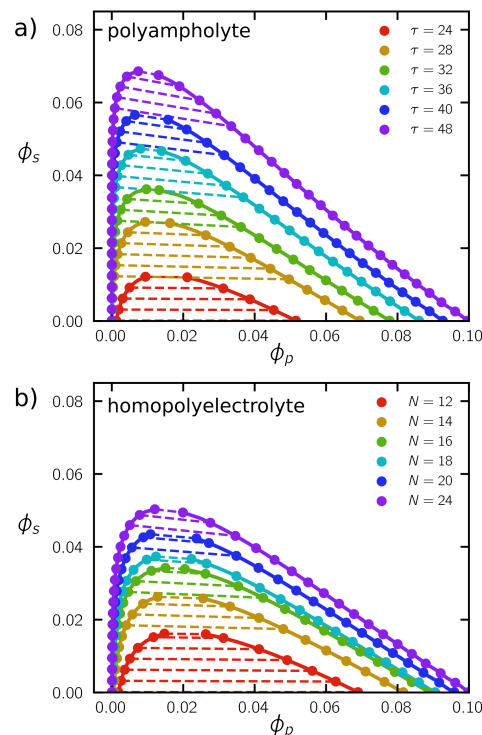 a)
polyampholyte
τ = 24
τ = 28
τ = 32
τ = 36
τ = 40
τ = 48
0.08
0.06
0.04
0.02
0.00
ϕs
0.00 0.02 0.04 0.06 0.08 0.10
ϕp
b)
homopolyelectrolyte
N = 12
N = 14
N = 16
N = 18
N = 20
N = 24
0.08
0.06
0.04
0.02
0.00
ϕs
0.00 0.02 0.04 0.06 0.08 0.10
ϕp